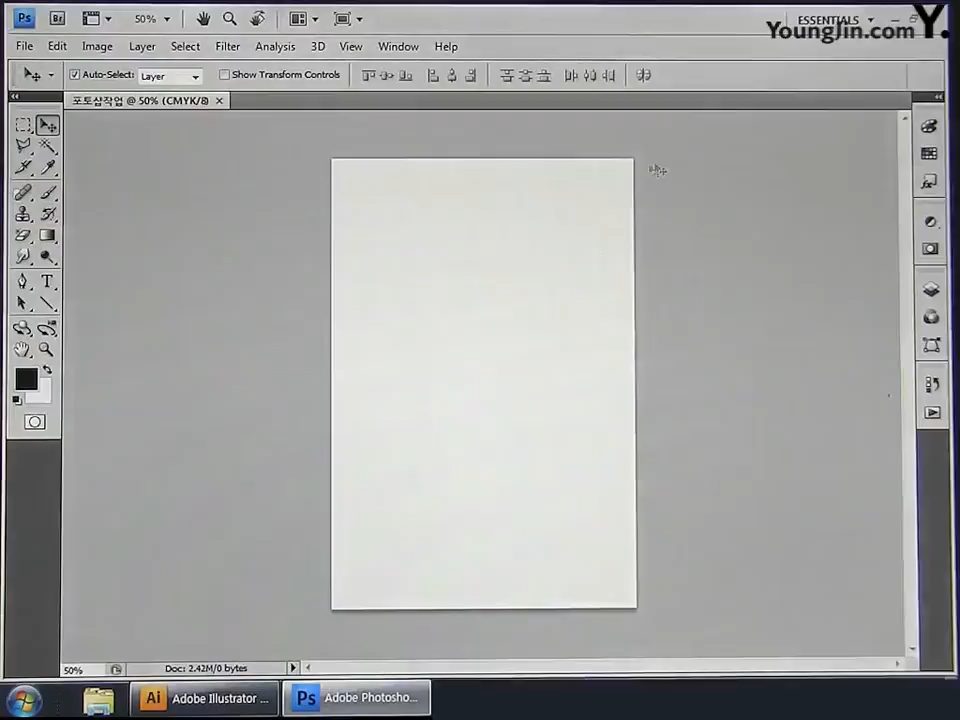 Ps Br 50% ESSENTIALS
YoungJin.com Y.
File Edit Image Layer Select Filter Analysis 3D View Window Help
Auto-Select: Layer Show Transform Controls
포토샵작업 @ 50% (CMYK/8) ×
T
50% Doc: 2.42M/0 bytes
Ai Adobe Illustrator ... Ps Adobe Photosho...